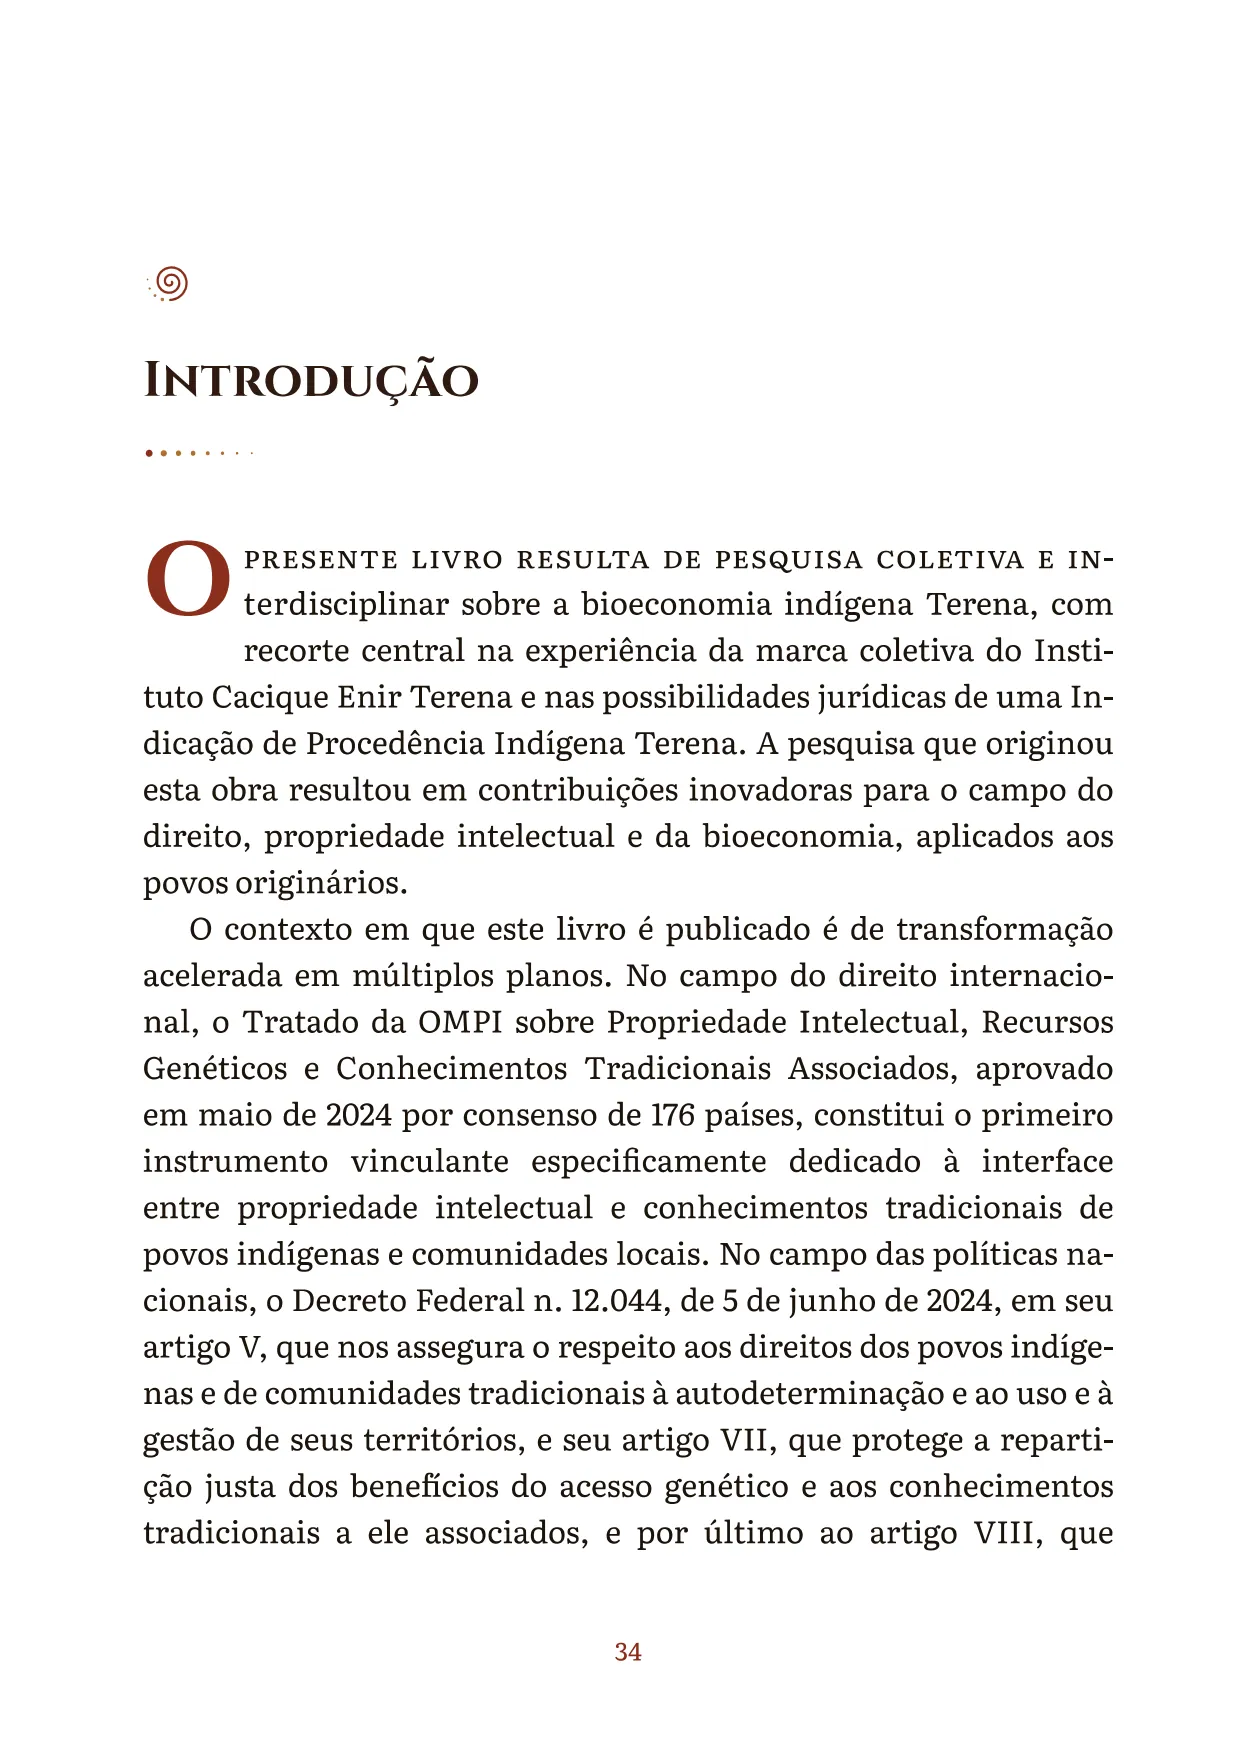 Introdução
O PRESENTE LIVRO RESULTA DE PESQUISA COLETIVA E IN-
terdisciplinar sobre a bioeconomia indígena Terena, com
recorte central na experiência da marca coletiva do Insti-
tuto Cacique Enir Terena e nas possibilidades jurídicas de uma In-
dicação de Procedência Indígena Terena. A pesquisa que originou
esta obra resultou em contribuições inovadoras para o campo do
direito, propriedade intelectual e da bioeconomia, aplicados aos
povos originários.
O contexto em que este livro é publicado é de transformação
acelerada em múltiplos planos. No campo do direito internacio-
nal, o Tratado da OMPI sobre Propriedade Intelectual, Recursos
Genéticos e Conhecimentos Tradicionais Associados, aprovado
em maio de 2024 por consenso de 176 países, constitui o primeiro
instrumento vinculante especificamente dedicado à interface
entre propriedade intelectual e conhecimentos tradicionais de
povos indígenas e comunidades locais. No campo das políticas na-
cionais, o Decreto Federal n. 12.044, de 5 de junho de 2024, em seu
artigo V, que nos assegura o respeito aos direitos dos povos indíge-
nas e de comunidades tradicionais à autodeterminação e ao uso e à
gestão de seus territórios, e seu artigo VII, que protege a reparti-
ção justa dos benefícios do acesso genético e aos conhecimentos
tradicionais a ele associados, e por último ao artigo VIII, que
34